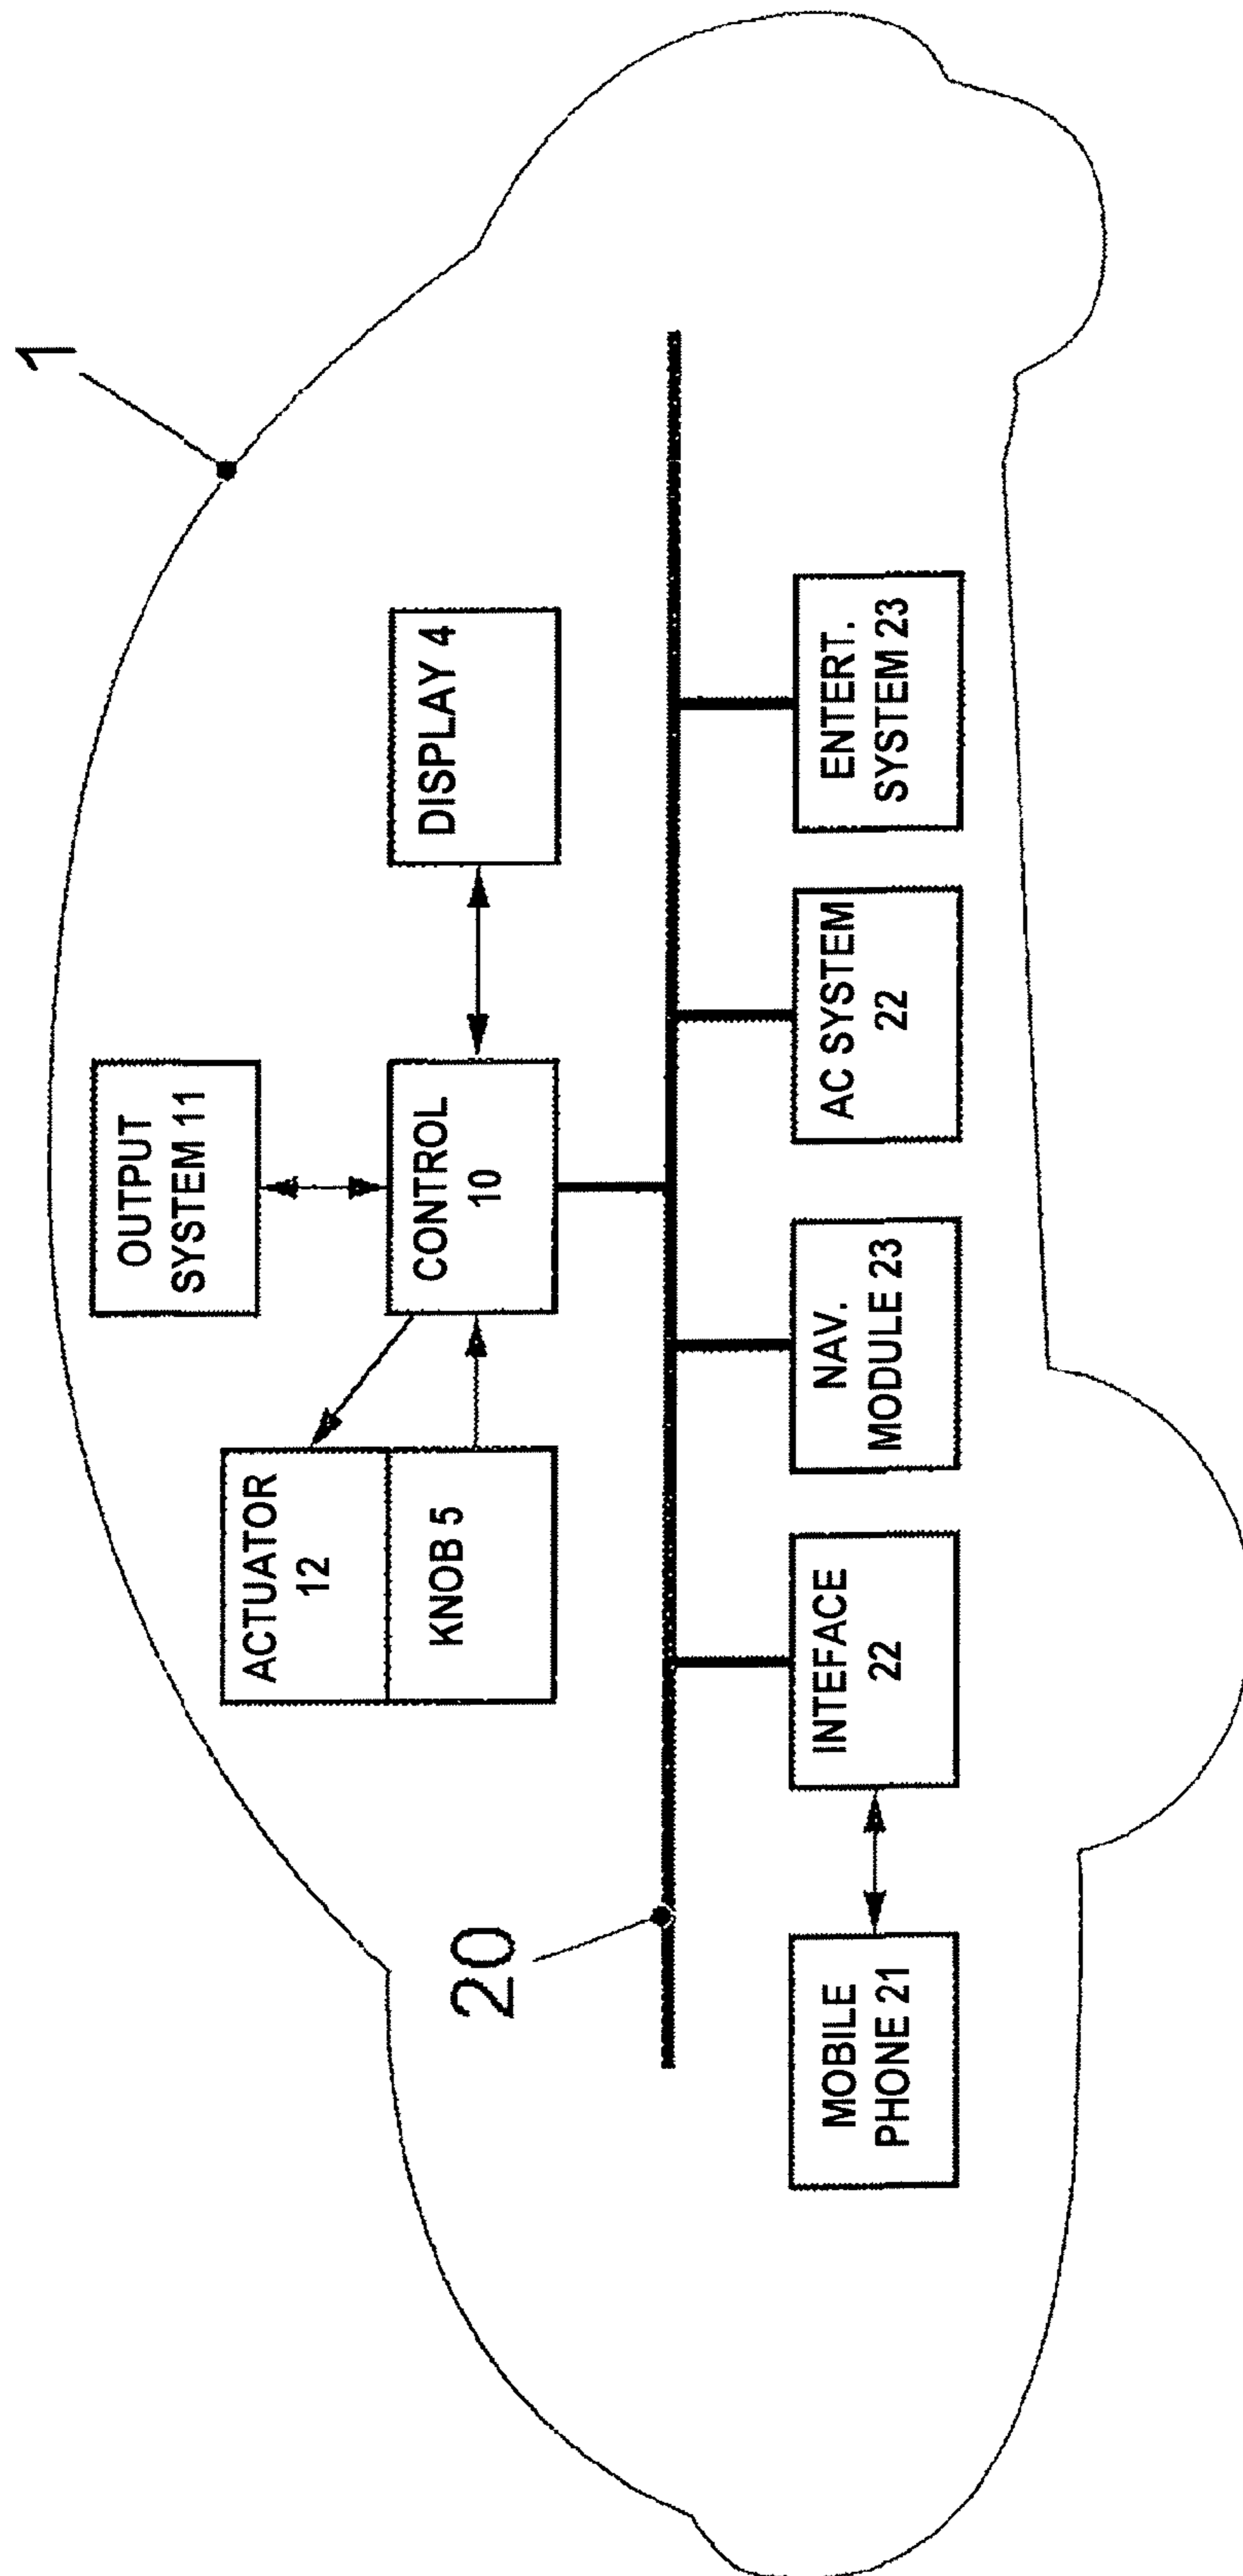 1
OUTPUT
SYSTEM 11
ACTUATOR
12
KNOB 5
CONTROL
10
DISPLAY 4
20
MOBILE
PHONE 21
INTEFACE
22
NAV.
MODULE 23
AC SYSTEM
22
ENTERT.
SYSTEM 23